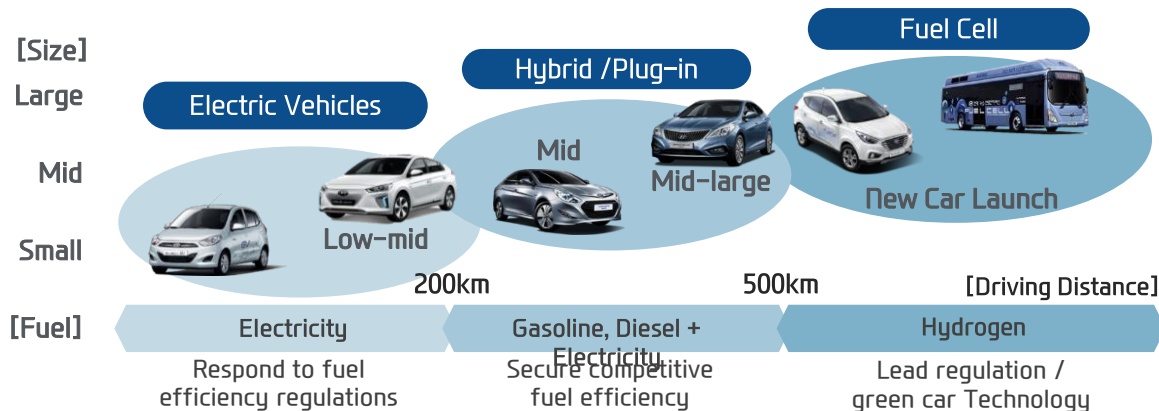 Fuel Cell
[Size]
Hybrid /Plug-in
Large
Electric Vehicles
Mid
Mid
Mid-large
New Car Launch
Small
Low-mid
200km
500km
[Driving Distance]
[Fuel]
Electricity
Gasoline, Diesel +
Electricity
Hydrogen
Respond to fuel
efficiency regulations
Secure competitive
fuel efficiency
Lead regulation /
green car Technology
FUEL CELL